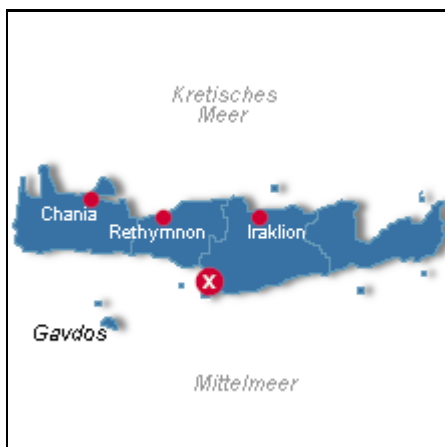 Kretisches
Meer
Chania
Rethymnon
Iraklion
X
Gavdos
Mittelmeer